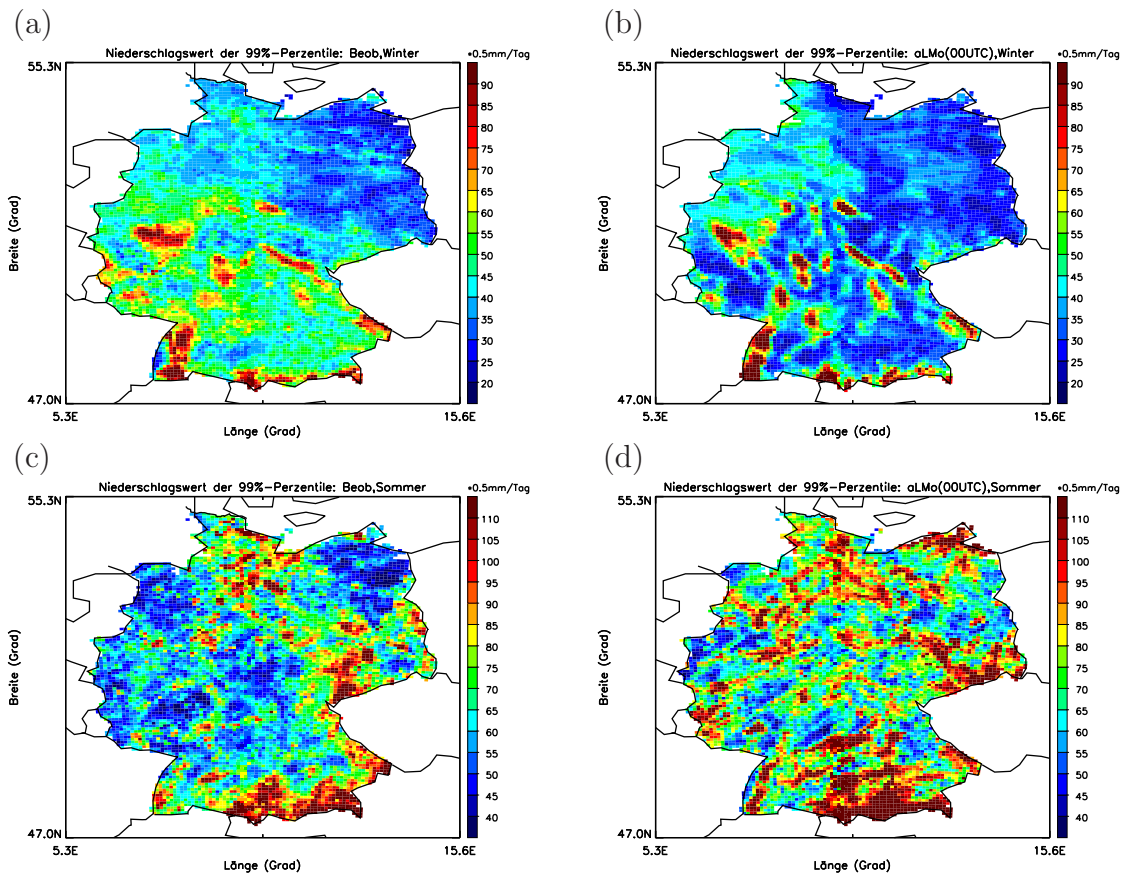 (a)
Niederschlagswert der 99%-Perzentile: Beob,Winter
*0.5mm/Tag
55.3N
90
85
80
75
70
65
60
55
50
45
40
35
30
25
20
Breite (Grad)
47.0N
5.3E
15.6E
Länge (Grad)
(b)
Niederschlagswert der 99%-Perzentile: aLMo(00UTC),Winter
*0.5mm/Tag
55.3N
90
85
80
75
70
65
60
55
50
45
40
35
30
25
20
Breite (Grad)
47.0N
5.3E
15.6E
Länge (Grad)
(c)
Niederschlagswert der 99%-Perzentile: Beob,Sommer
*0.5mm/Tag
55.3N
110
105
100
95
90
85
80
75
70
65
60
55
50
45
40
Breite (Grad)
47.0N
5.3E
15.6E
Länge (Grad)
(d)
Niederschlagswert der 99%-Perzentile: aLMo(00UTC),Sommer
*0.5mm/Tag
55.3N
110
105
100
95
90
85
80
75
70
65
60
55
50
45
40
Breite (Grad)
47.0N
5.3E
15.6E
Länge (Grad)